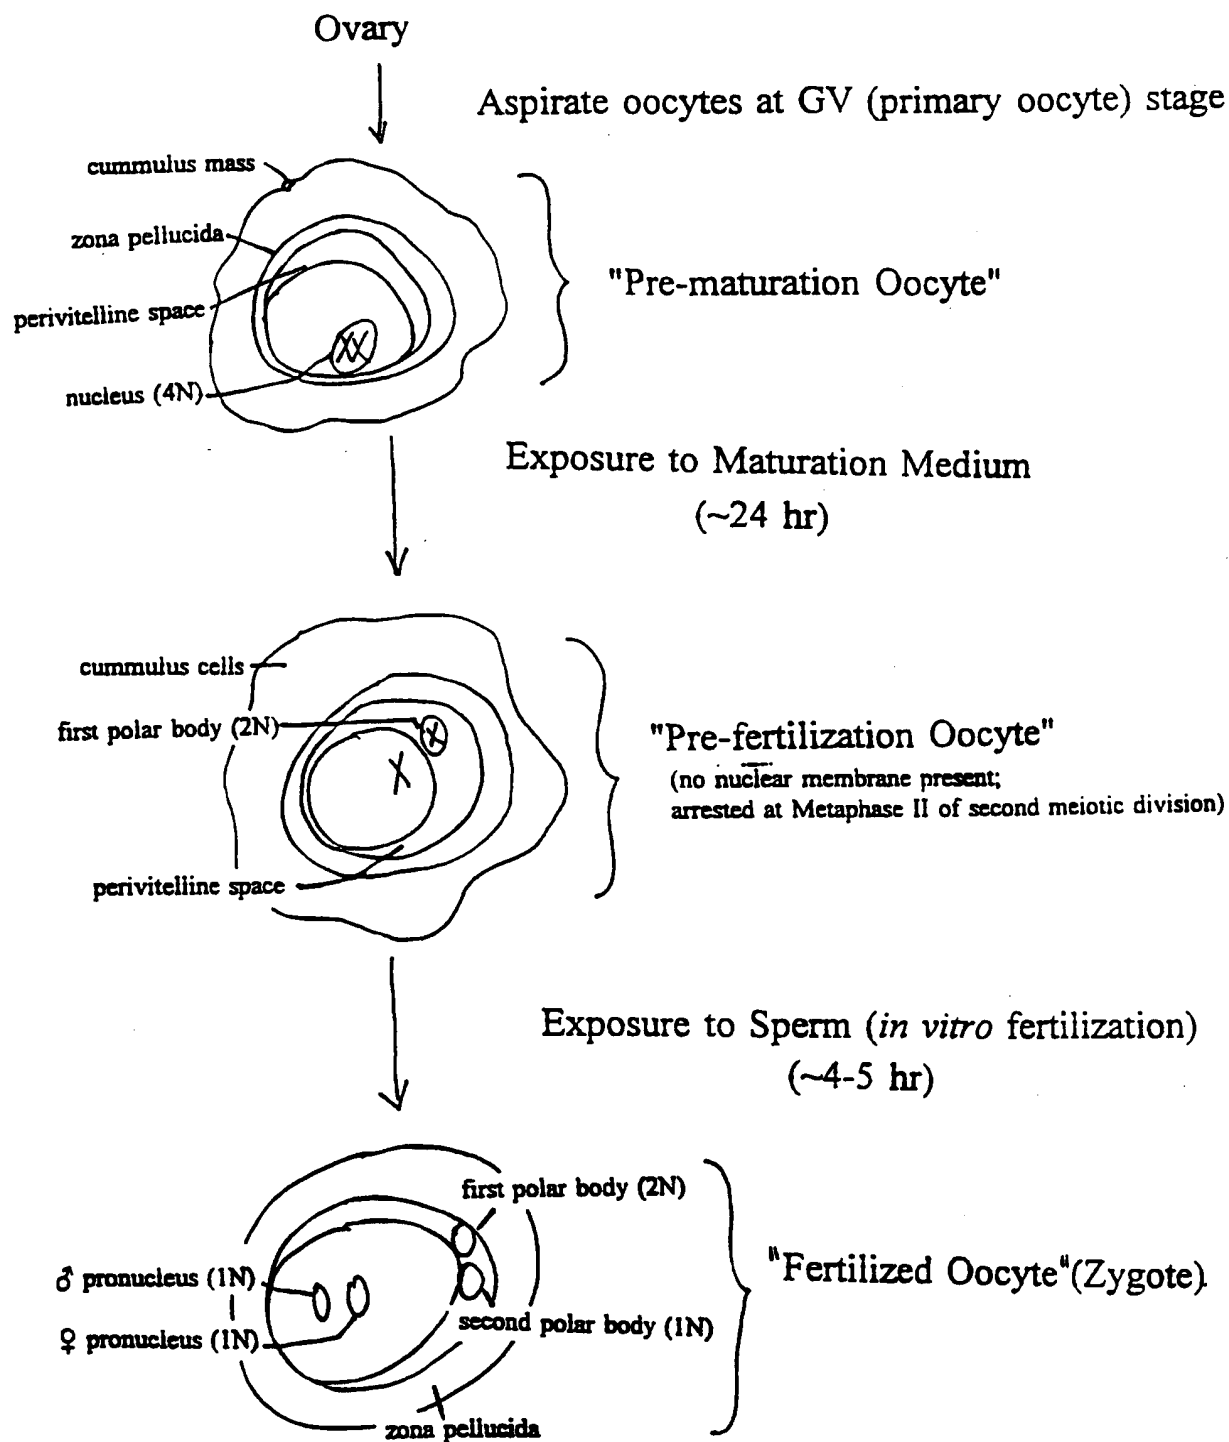 Ovary
Aspirate oocytes at GV (primary oocyte) stage
cummulus mass
zona pellucida
perivitelline space
nucleus (4N)
"Pre-maturation Oocyte"
Exposure to Maturation Medium
(~24 hr)
cummulus cells
first polar body (2N)
perivitelline space
"Pre-fertilization Oocyte"
(no nuclear membrane present;
arrested at Metaphase II of second meiotic division)
Exposure to Sperm (in vitro fertilization)
(~4-5 hr)
first polar body (2N)
♂ pronucleus (1N)
♀ pronucleus (1N)
second polar body (1N)
zona pellucida
"Fertilized Oocyte"(Zygote)